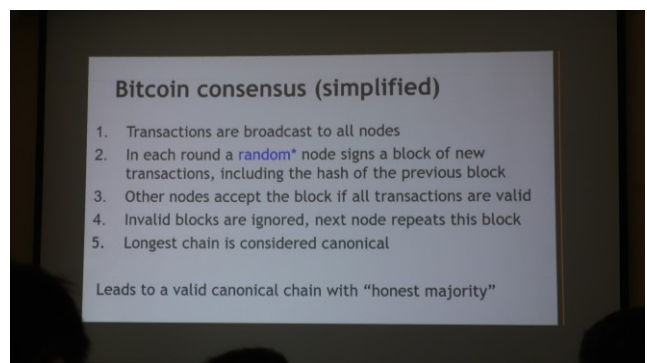 Bitcoin consensus (simplified)
1. Transactions are broadcast to all nodes
2. In each round a random* node signs a block of new
transactions, including the hash of the previous block
3. Other nodes accept the block if all transactions are valid
4. Invalid blocks are ignored, next node repeats this block
5. Longest chain is considered canonical
Leads to a valid canonical chain with “honest majority”